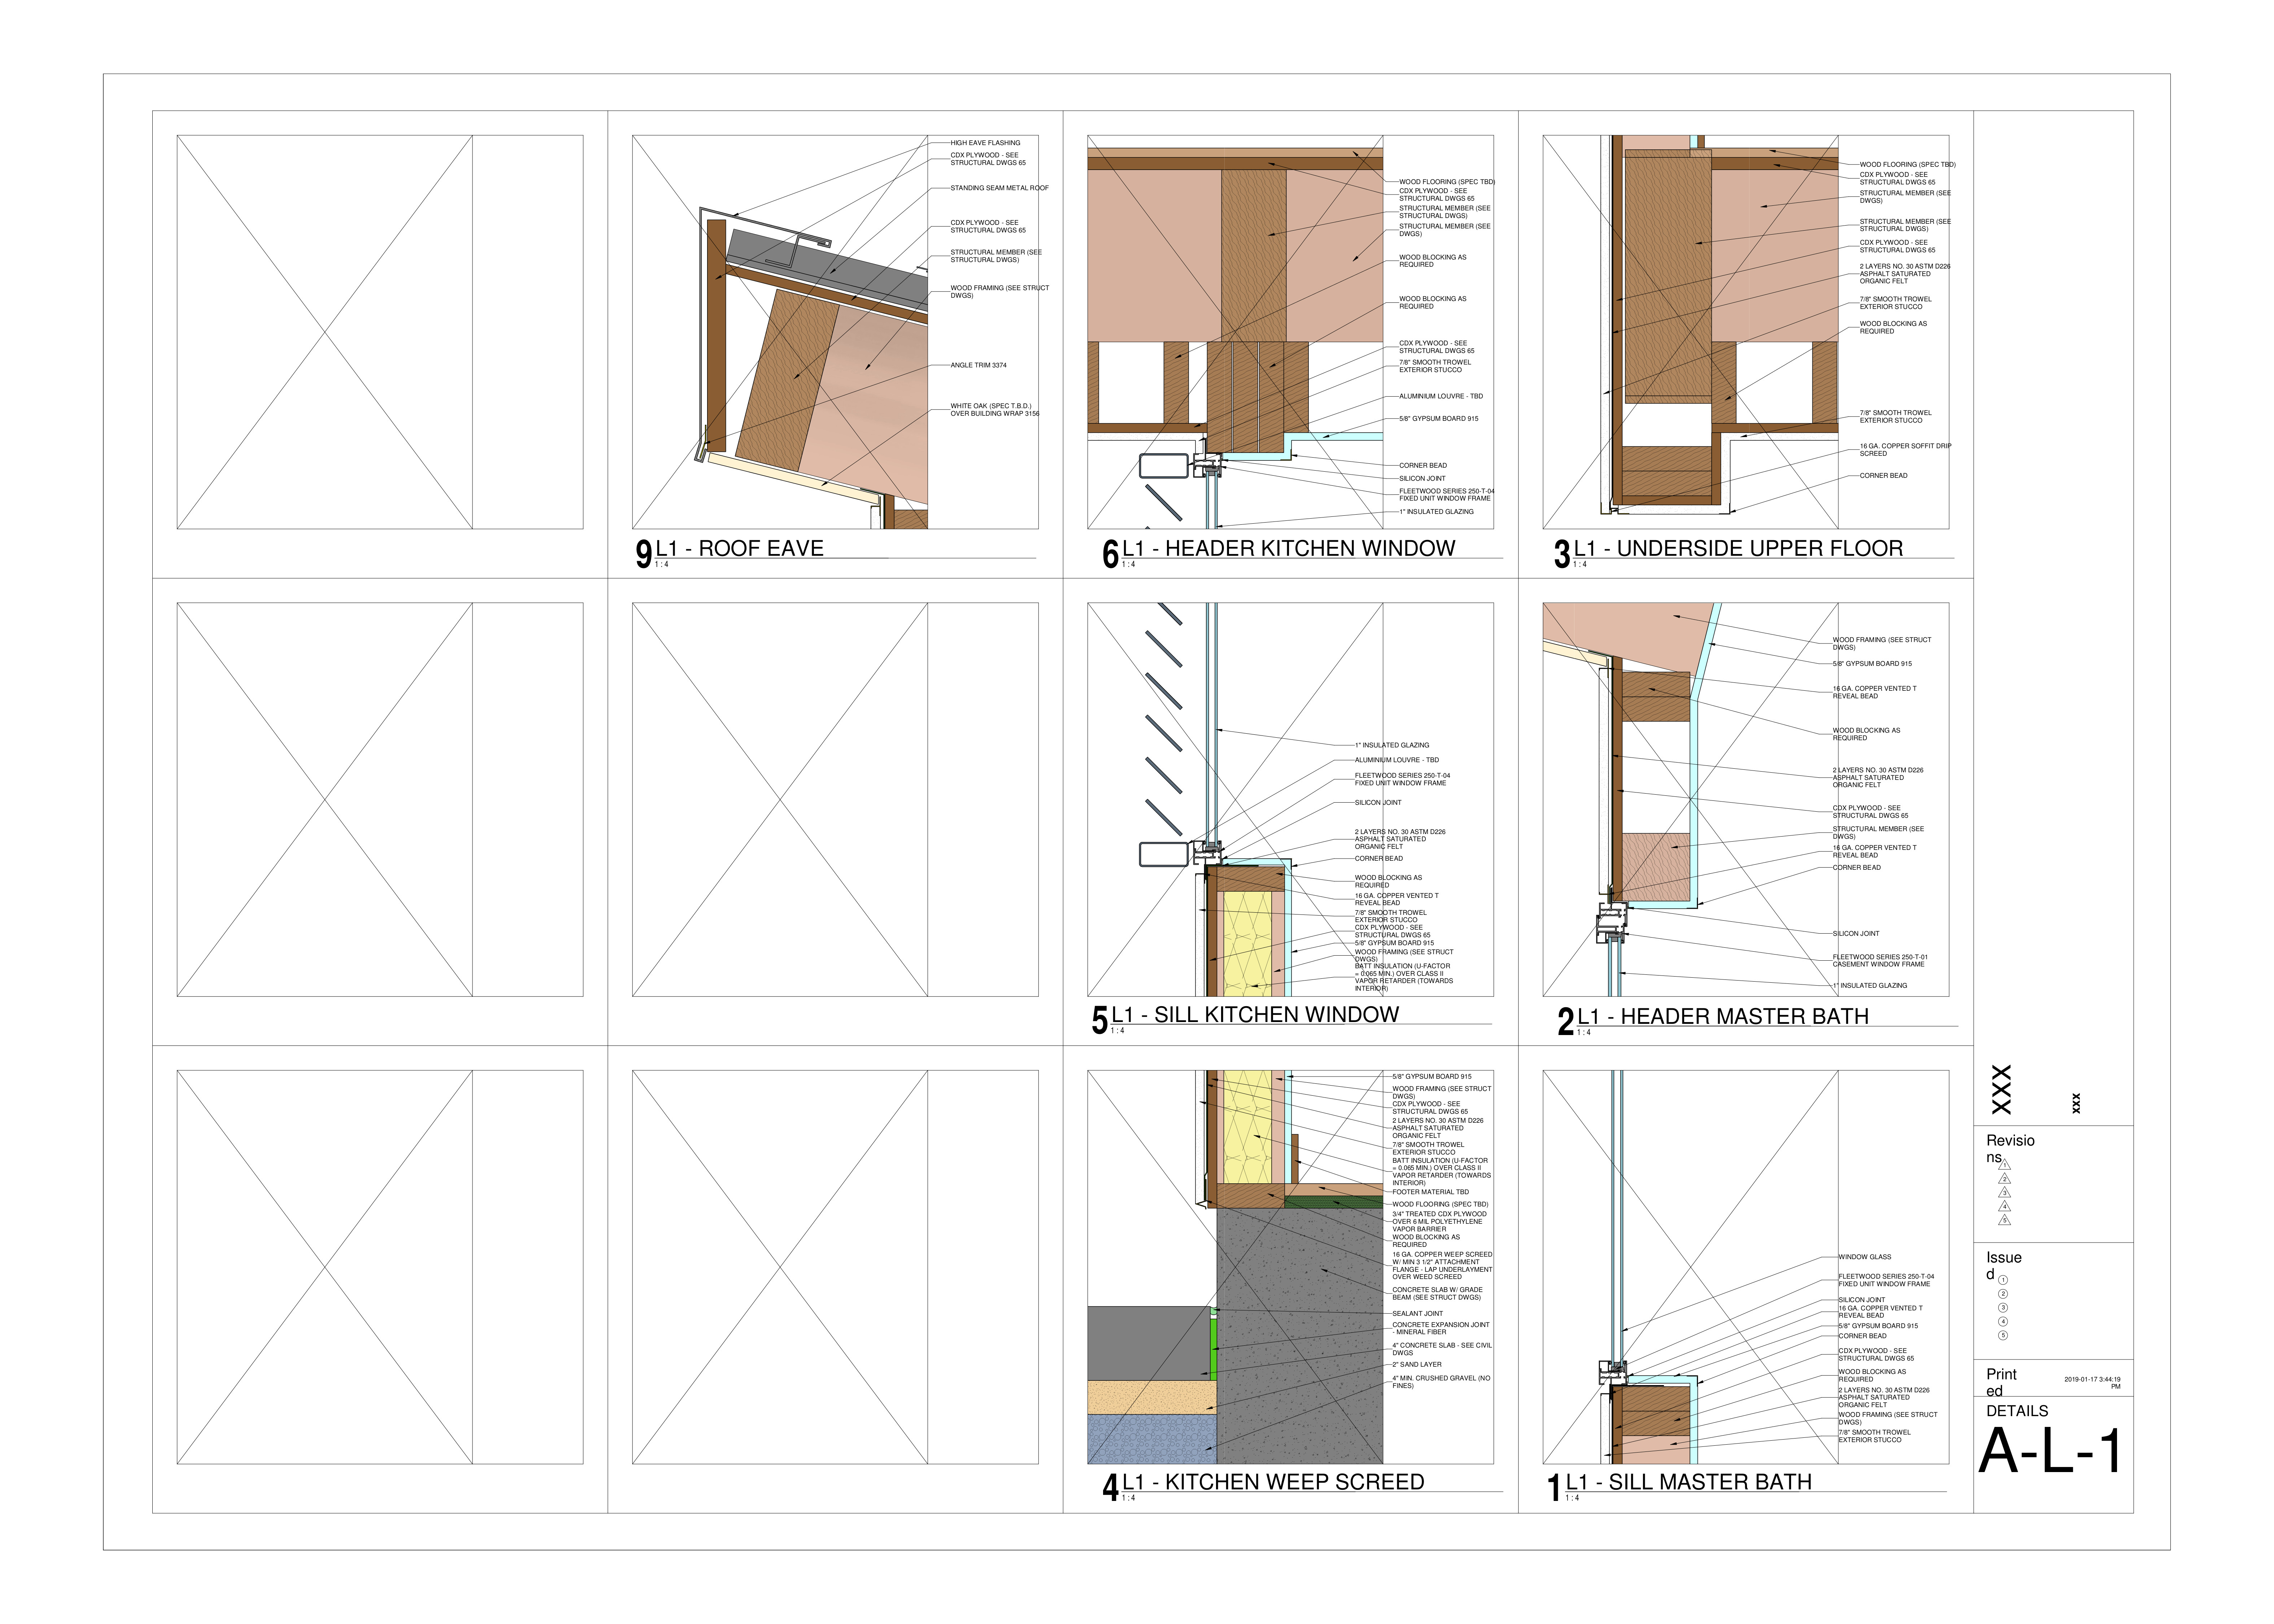 HIGH EAVE FLASHING
CDX PLYWOOD - SEE
STRUCTURAL DWGS 65
STANDING SEAM METAL ROOF
CDX PLYWOOD - SEE
STRUCTURAL DWGS 65
STRUCTURAL MEMBER (SEE
STRUCTURAL DWGS)
WOOD FRAMING (SEE STRUCT
DWGS)
ANGLE TRIM 3374
WHITE OAK (SPEC T.B.D.)
OVER BUILDING WRAP 3156
9 L1 - ROOF EAVE
1 : 4
WOOD FLOORING (SPEC TBD)
CDX PLYWOOD - SEE
STRUCTURAL DWGS 65
STRUCTURAL MEMBER (SEE
STRUCTURAL DWGS)
STRUCTURAL MEMBER (SEE
DWGS)
WOOD BLOCKING AS
REQUIRED
WOOD BLOCKING AS
REQUIRED
CDX PLYWOOD - SEE
STRUCTURAL DWGS 65
7/8" SMOOTH TROWEL
EXTERIOR STUCCO
ALUMINIUM LOUVRE - TBD
5/8" GYPSUM BOARD 915
CORNER BEAD
SILICON JOINT
FLEETWOOD SERIES 250-T-04
FIXED UNIT WINDOW FRAME
1" INSULATED GLAZING
6 L1 - HEADER KITCHEN WINDOW
1 : 4
WOOD FLOORING (SPEC TBD)
CDX PLYWOOD - SEE
STRUCTURAL DWGS 65
STRUCTURAL MEMBER (SEE
DWGS)
STRUCTURAL MEMBER (SEE
STRUCTURAL DWGS)
CDX PLYWOOD - SEE
STRUCTURAL DWGS 65
2 LAYERS NO. 30 ASTM D226
ASPHALT SATURATED
ORGANIC FELT
7/8" SMOOTH TROWEL
EXTERIOR STUCCO
WOOD BLOCKING AS
REQUIRED
7/8" SMOOTH TROWEL
EXTERIOR STUCCO
16 GA. COPPER SOFFIT DRIP
SCREED
CORNER BEAD
3 L1 - UNDERSIDE UPPER FLOOR
1 : 4
1" INSULATED GLAZING
ALUMINIUM LOUVRE - TBD
FLEETWOOD SERIES 250-T-04
FIXED UNIT WINDOW FRAME
SILICON JOINT
2 LAYERS NO. 30 ASTM D226
ASPHALT SATURATED
ORGANIC FELT
CORNER BEAD
WOOD BLOCKING AS
REQUIRED
16 GA. COPPER VENTED T
REVEAL BEAD
7/8" SMOOTH TROWEL
EXTERIOR STUCCO
CDX PLYWOOD - SEE
STRUCTURAL DWGS 65
5/8" GYPSUM BOARD 915
WOOD FRAMING (SEE STRUCT
DWGS)
BATT INSULATION (U-FACTOR
= 0.065 MIN.) OVER CLASS II
VAPOR RETARDER (TOWARDS
INTERIOR)
5 L1 - SILL KITCHEN WINDOW
1 : 4
WOOD FRAMING (SEE STRUCT
DWGS)
5/8" GYPSUM BOARD 915
16 GA. COPPER VENTED T
REVEAL BEAD
WOOD BLOCKING AS
REQUIRED
2 LAYERS NO. 30 ASTM D226
ASPHALT SATURATED
ORGANIC FELT
CDX PLYWOOD - SEE
STRUCTURAL DWGS 65
STRUCTURAL MEMBER (SEE
DWGS)
16 GA. COPPER VENTED T
REVEAL BEAD
CORNER BEAD
SILICON JOINT
FLEETWOOD SERIES 250-T-01
CASEMENT WINDOW FRAME
1" INSULATED GLAZING
2 L1 - HEADER MASTER BATH
1 : 4
5/8" GYPSUM BOARD 915
WOOD FRAMING (SEE STRUCT
DWGS)
CDX PLYWOOD - SEE
STRUCTURAL DWGS 65
2 LAYERS NO. 30 ASTM D226
ASPHALT SATURATED
ORGANIC FELT
7/8" SMOOTH TROWEL
EXTERIOR STUCCO
BATT INSULATION (U-FACTOR
= 0.065 MIN.) OVER CLASS II
VAPOR RETARDER (TOWARDS
INTERIOR)
FOOTER MATERIAL TBD
WOOD FLOORING (SPEC TBD)
3/4" TREATED CDX PLYWOOD
OVER 6 MIL POLYETHYLENE
VAPOR BARRIER
WOOD BLOCKING AS
REQUIRED
16 GA. COPPER WEEP SCREED
W/ MIN 3 1/2" ATTACHMENT
FLANGE - LAP UNDERLAYMENT
OVER WEED SCREED
CONCRETE SLAB W/ GRADE
BEAM (SEE STRUCT DWGS)
SEALANT JOINT
CONCRETE EXPANSION JOINT
- MINERAL FIBER
4" CONCRETE SLAB - SEE CIVIL
DWGS
2" SAND LAYER
4" MIN. CRUSHED GRAVEL (NO
FINES)
4 L1 - KITCHEN WEEP SCREED
1 : 4
WINDOW GLASS
FLEETWOOD SERIES 250-T-04
FIXED UNIT WINDOW FRAME
SILICON JOINT
16 GA. COPPER VENTED T
REVEAL BEAD
5/8" GYPSUM BOARD 915
CORNER BEAD
CDX PLYWOOD - SEE
STRUCTURAL DWGS 65
WOOD BLOCKING AS
REQUIRED
2 LAYERS NO. 30 ASTM D226
ASPHALT SATURATED
ORGANIC FELT
WOOD FRAMING (SEE STRUCT
DWGS)
7/8" SMOOTH TROWEL
EXTERIOR STUCCO
1 L1 - SILL MASTER BATH
1 : 4
XXX
XXX
Revisio
ns
1
2
3
4
5
Issue
d
1
2
3
4
5
Print
ed
2019-01-17 3:44:19
PM
DETAILS
A-L-1